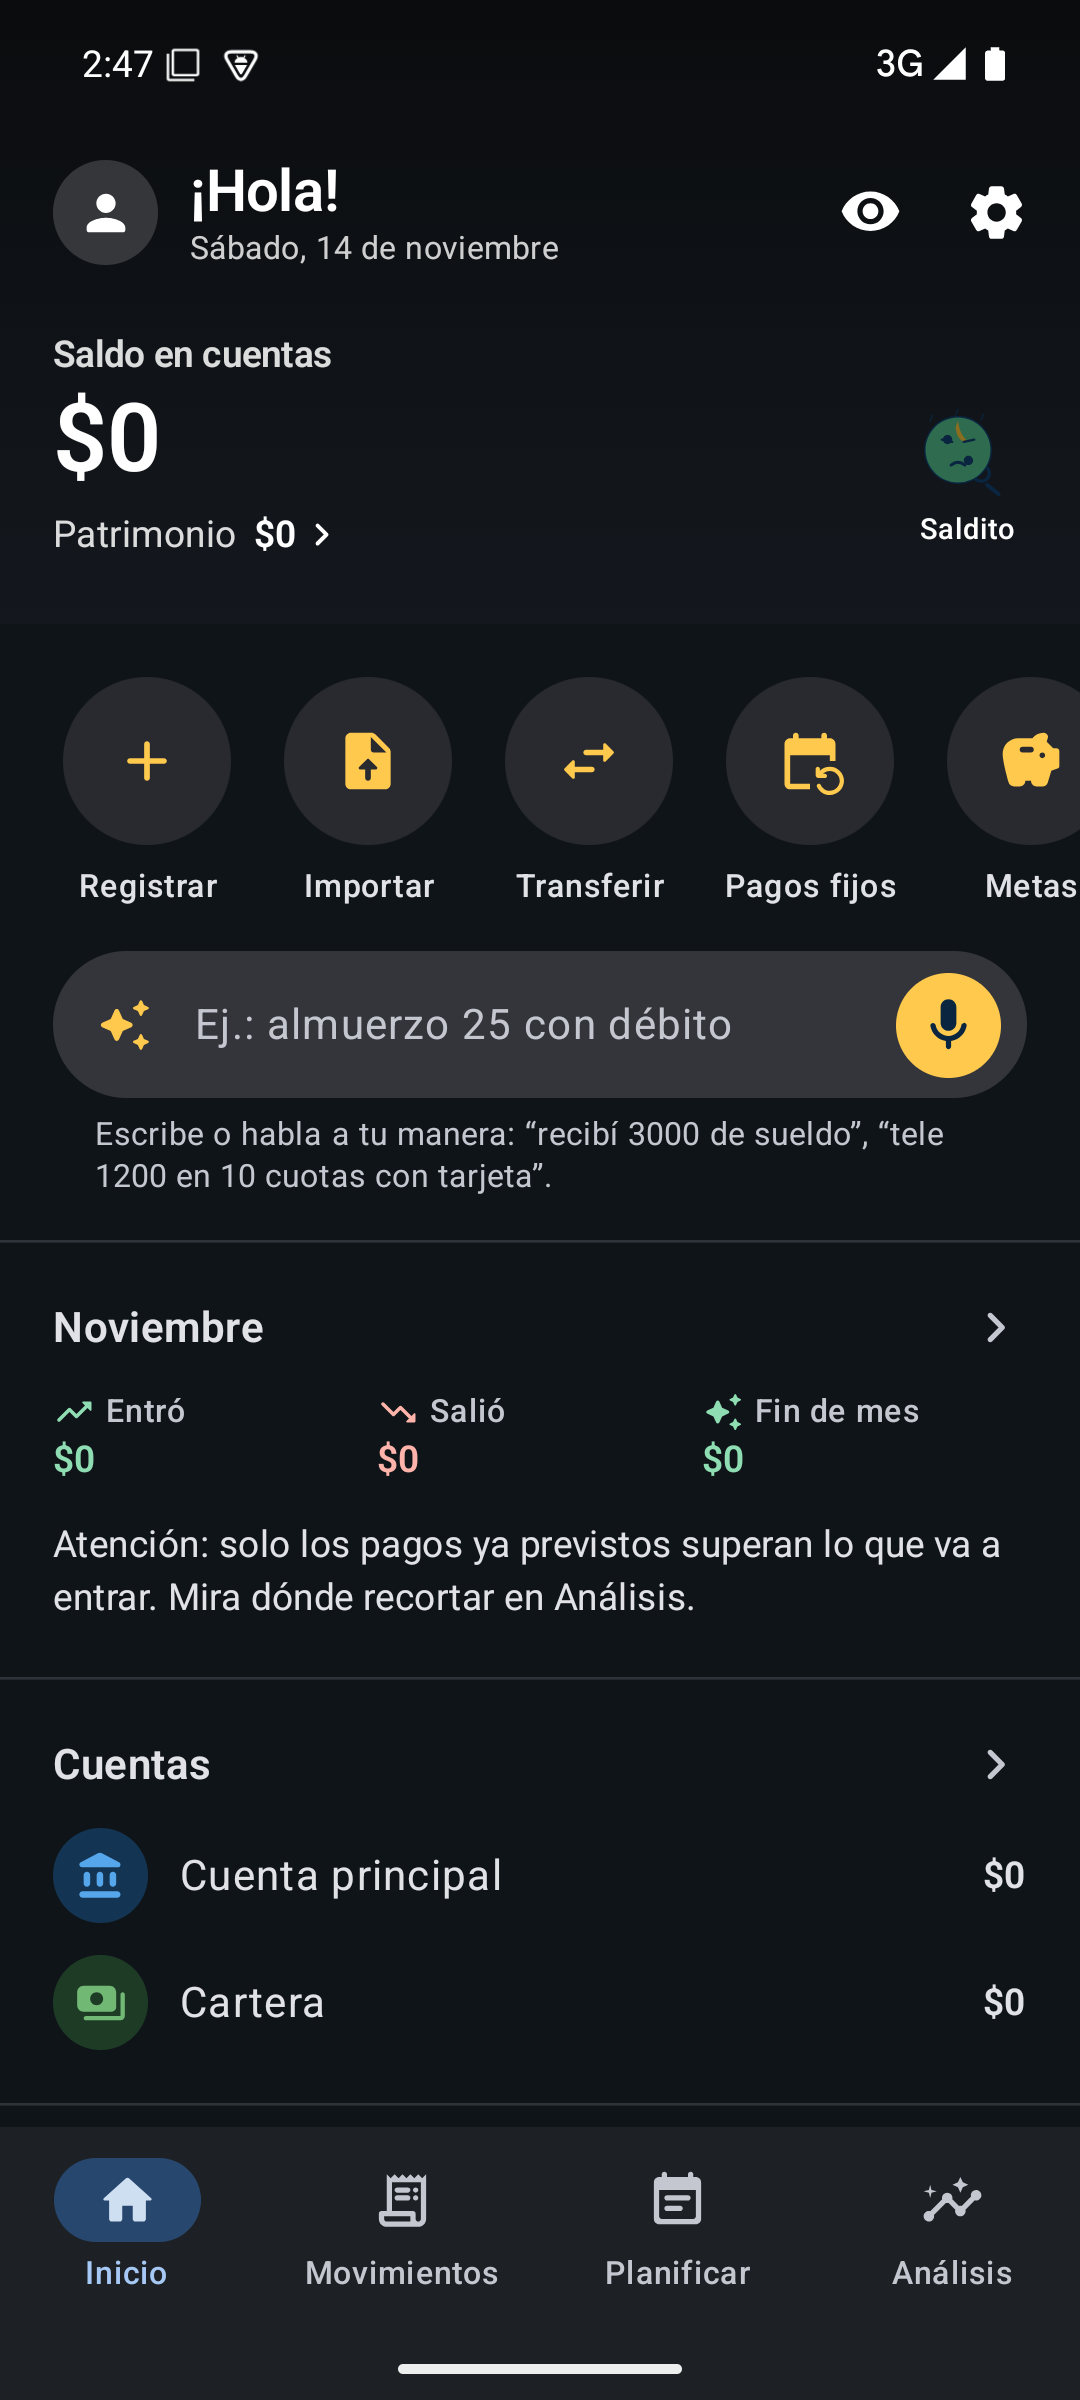 2:47
3G
¡Hola!
Sábado, 14 de noviembre
Saldo en cuentas
$0
Patrimonio $0
Saldito
Registrar
Importar
Transferir
Pagos fijos
Metas
Ej.: almuerzo 25 con débito
Escribe o habla a tu manera: “recibí 3000 de sueldo”, “tele
1200 en 10 cuotas con tarjeta”.
Noviembre
Entró
Salió
Fin de mes
$0
$0
$0
Atención: solo los pagos ya previstos superan lo que va a
entrar. Mira dónde recortar en Análisis.
Cuentas
Cuenta principal
$0
Cartera
$0
Inicio
Movimientos
Planificar
Análisis